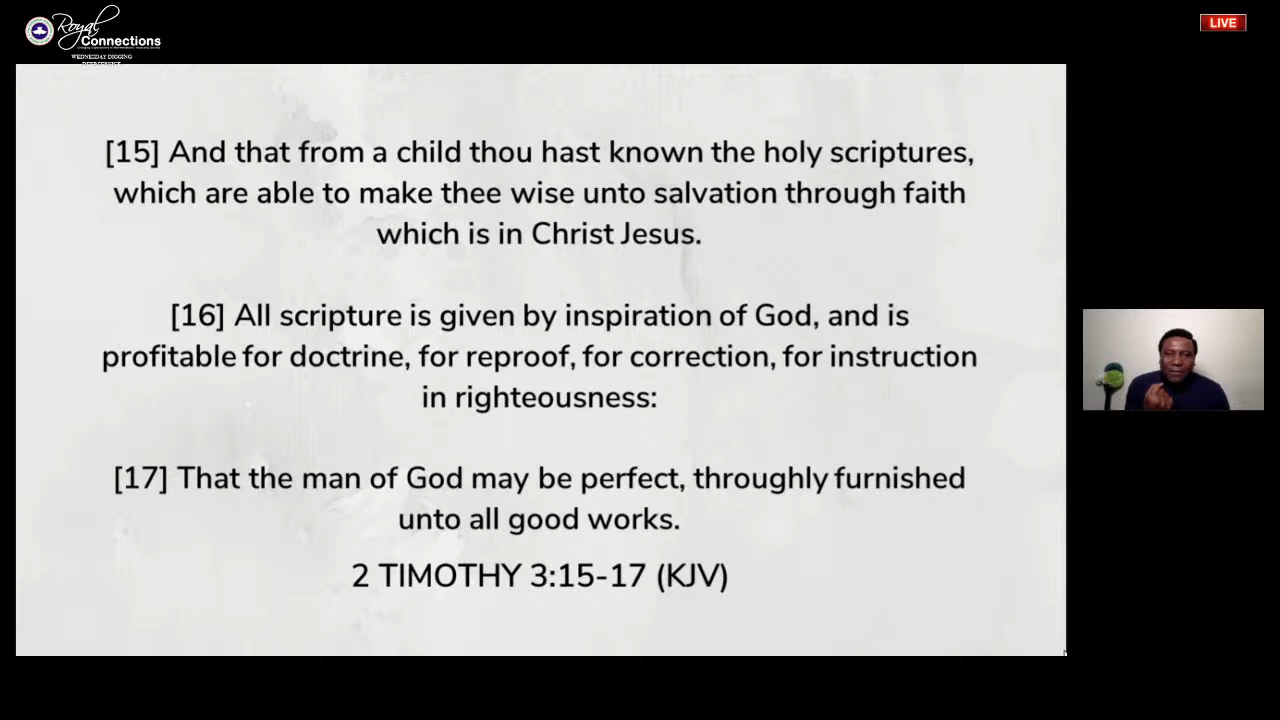 Royal
Connections
WEDNESDAY DIGGING
LIVE
[15] And that from a child thou hast known the holy scriptures,
which are able to make thee wise unto salvation through faith
which is in Christ Jesus.
[16] All scripture is given by inspiration of God, and is
profitable for doctrine, for reproof, for correction, for instruction
in righteousness:
[17] That the man of God may be perfect, throughly furnished
unto all good works.
2 TIMOTHY 3:15-17 (KJV)